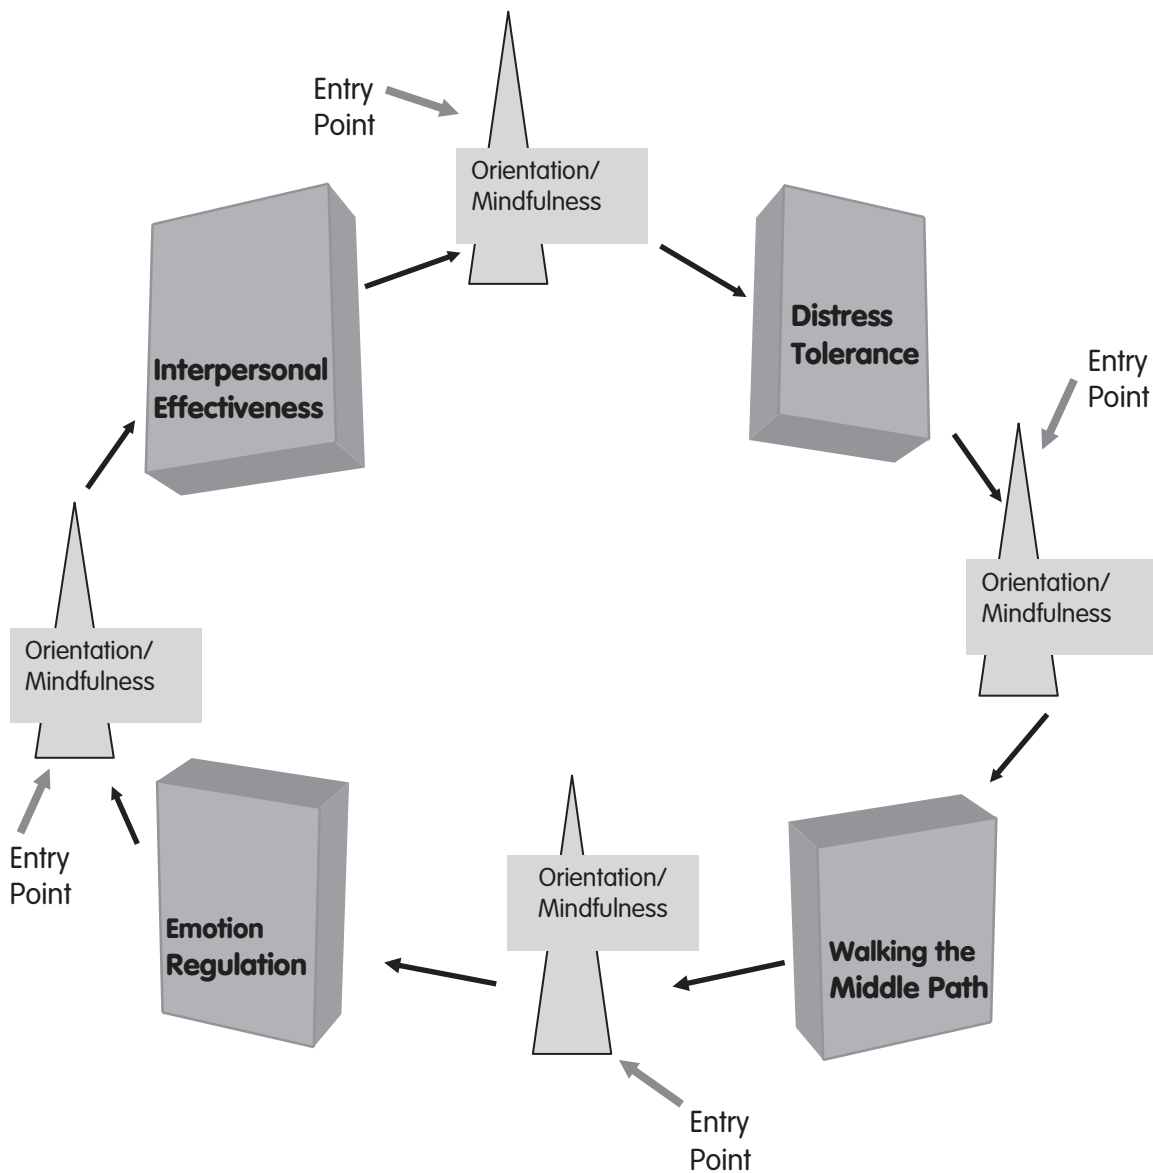 Entry
Point
Orientation/
Mindfulness
Distress
Tolerance
Entry
Point
Orientation/
Mindfulness
Walking the
Middle Path
Orientation/
Mindfulness
Entry
Point
Emotion
Regulation
Orientation/
Mindfulness
Entry
Point
Interpersonal
Effectiveness